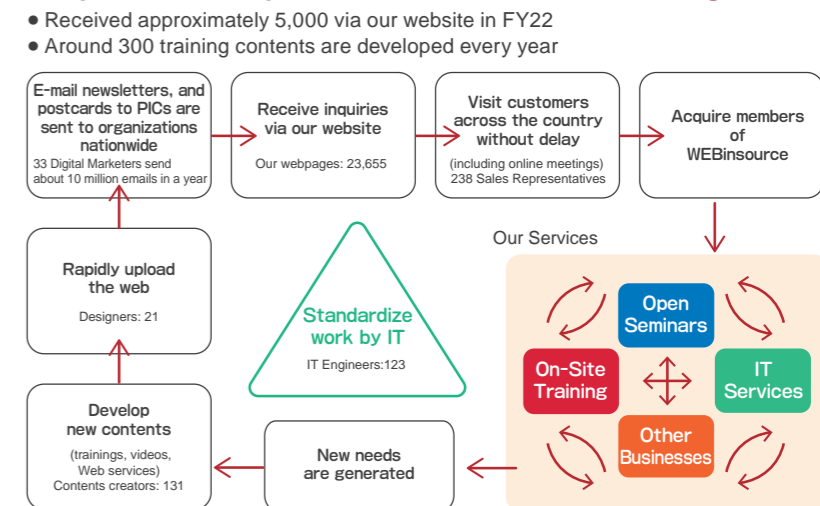 ● Received approximately 5,000 via our website in FY22
● Around 300 training contents are developed every year
E-mail newsletters, and
postcards to PICs are
sent to organizations
nationwide
33 Digital Marketers send
about 10 million emails in a year
Receive inquiries
via our website
Our webpages: 23,655
Visit customers
across the country
without delay
(including online meetings)
238 Sales Representatives
Acquire members
of
WEBinsource
Our Services
Open
Seminars
On-Site
Training
IT
Services
Other
Businesses
New needs
are generated
Develop
new contents
(trainings, videos,
Web services)
Contents creators: 131
Rapidly upload
the web
Designers: 21
Standardize
work by IT
IT Engineers:123